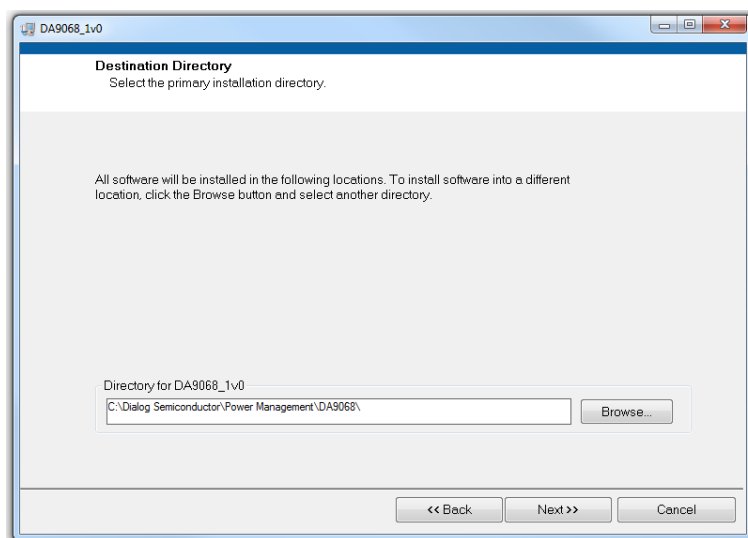 DA9068_1v0
Destination Directory
Select the primary installation directory.
All software will be installed in the following locations. To install software into a different
location, click the Browse button and select another directory.
Directory for DA9068_1v0
C:\Dialog Semiconductor\Power Management\DA9068\
Browse...
<< Back
Next >>
Cancel